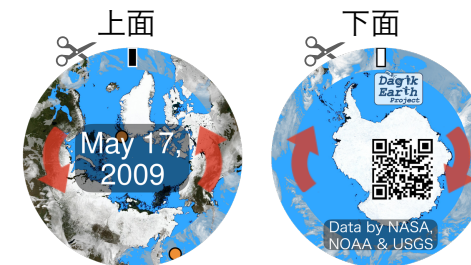 上面
下面
May 17,
2009
Dagik
Earth
Project
Data by NASA,
NOAA & USGS